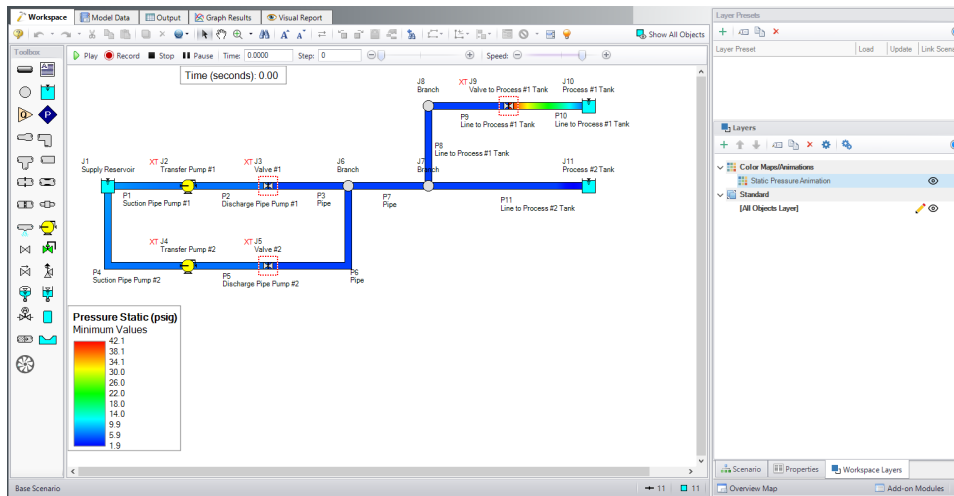 Workspace
Model Data
Output
Graph Results
Visual Report
Show All Objects
Toolbox
Play
Record
Stop
Pause
Time:
0.0000
Step:
0
Speed:
Time (seconds): 0.00
J8
Branch
XT J9
Valve to Process #1 Tank
J10
Process #1 Tank
P9
Line to Process #1 Tank
P10
Line to Process #1 Tank
P8
Line to Process #1 Tank
J1
Supply Reservoir
XT J2
Transfer Pump #1
XT J3
Valve #1
J6
Branch
J7
Branch
J11
Process #2 Tank
P1
Suction Pipe Pump #1
P2
Discharge Pipe Pump #1
P3
Pipe
P7
Pipe
P11
Line to Process #2 Tank
XT J4
Transfer Pump #2
XT J5
Valve #2
P4
Suction Pipe Pump #2
P5
Discharge Pipe Pump #2
P6
Pipe
Pressure Static (psig)
Minimum Values
42.1
38.1
34.1
30.0
26.0
22.0
18.0
14.0
9.9
5.9
1.9
Base Scenario
11
11
Layer Presets
Layer Preset
Load
Update
Link Scena
Layers
Color Maps/Animations
Static Pressure Animation
Standard
[All Objects Layer]
Scenario
Properties
Workspace Layers
Overview Map
Add-on Modules